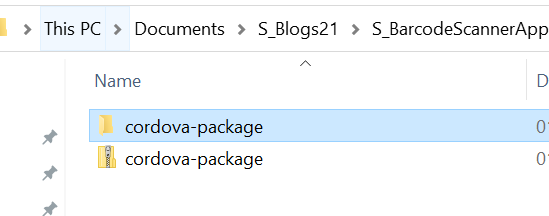 This PC > Documents > S_Blogs21 > S_BarcodeScannerApp
Name
cordova-package
cordova-package